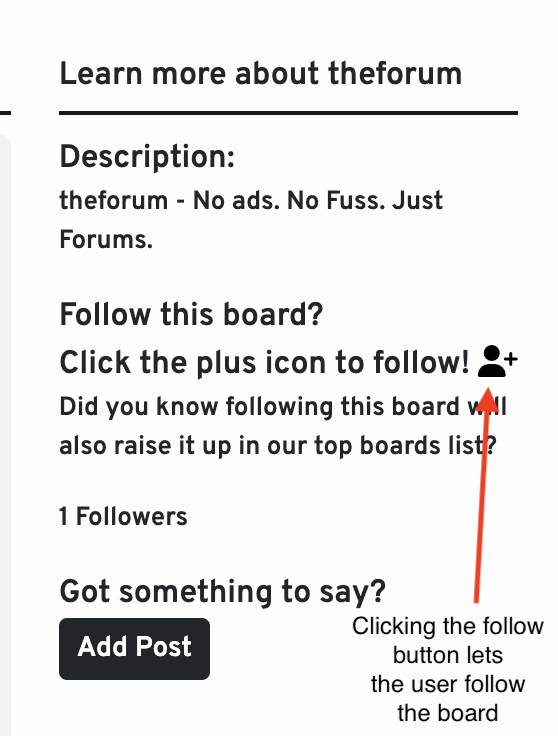 Learn more about theforum
Description:
theforum - No ads. No Fuss. Just
Forums.
Follow this board?
Click the plus icon to follow!
Did you know following this board will
also raise it up in our top boards list?
1 Followers
Got something to say?
Add Post
Clicking the follow
button lets
the user follow
the board